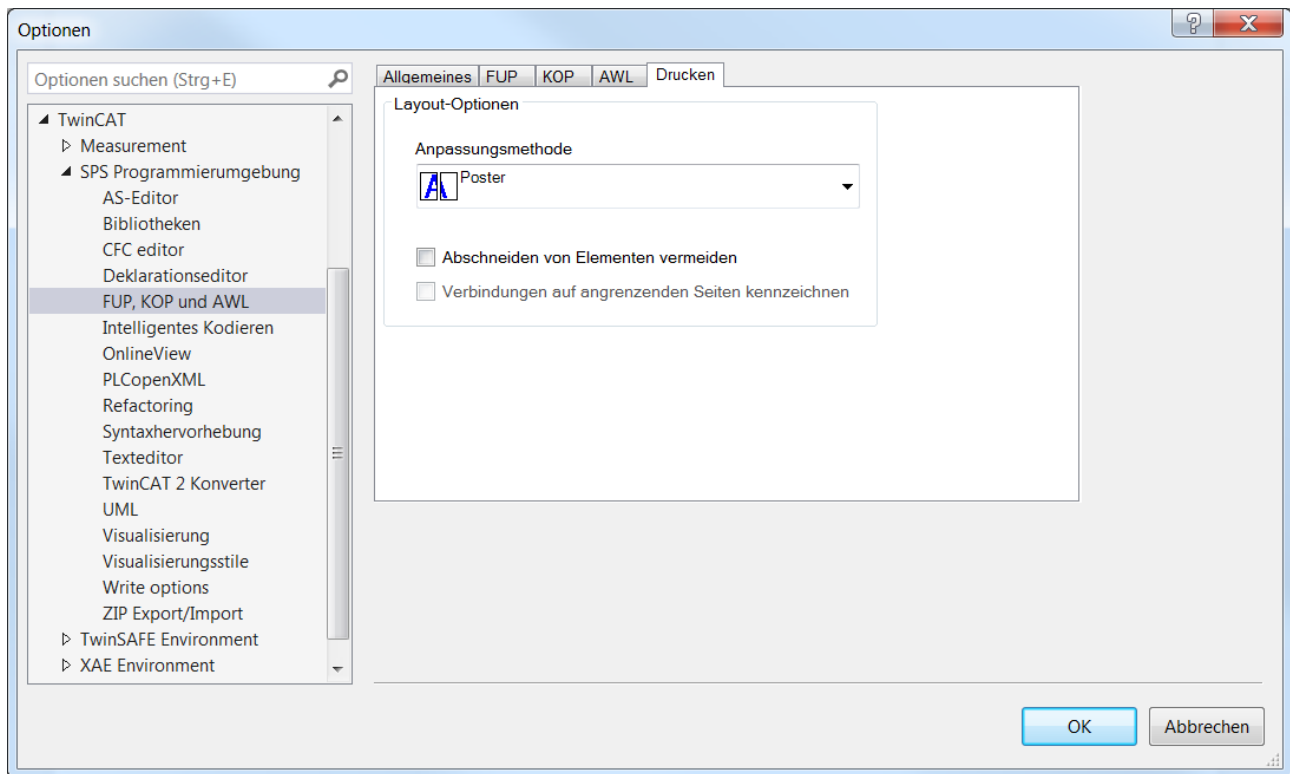 Optionen
Optionen suchen (Strg+E)
TwinCAT
Measurement
SPS Programmierumgebung
AS-Editor
Bibliotheken
CFC editor
Deklarationseditor
FUP, KOP und AWL
Intelligentes Kodieren
OnlineView
PLCopenXML
Refactoring
Syntaxhervorhebung
Texteditor
TwinCAT 2 Konverter
UML
Visualisierung
Visualisierungsstile
Write options
ZIP Export/Import
TwinSAFE Environment
XAE Environment
Allgemeines FUP KOP AWL Drucken
Layout-Optionen
Anpassungsmethode
Poster
Abschneiden von Elementen vermeiden
Verbindungen auf angrenzenden Seiten kennzeichnen
OK Abbrechen